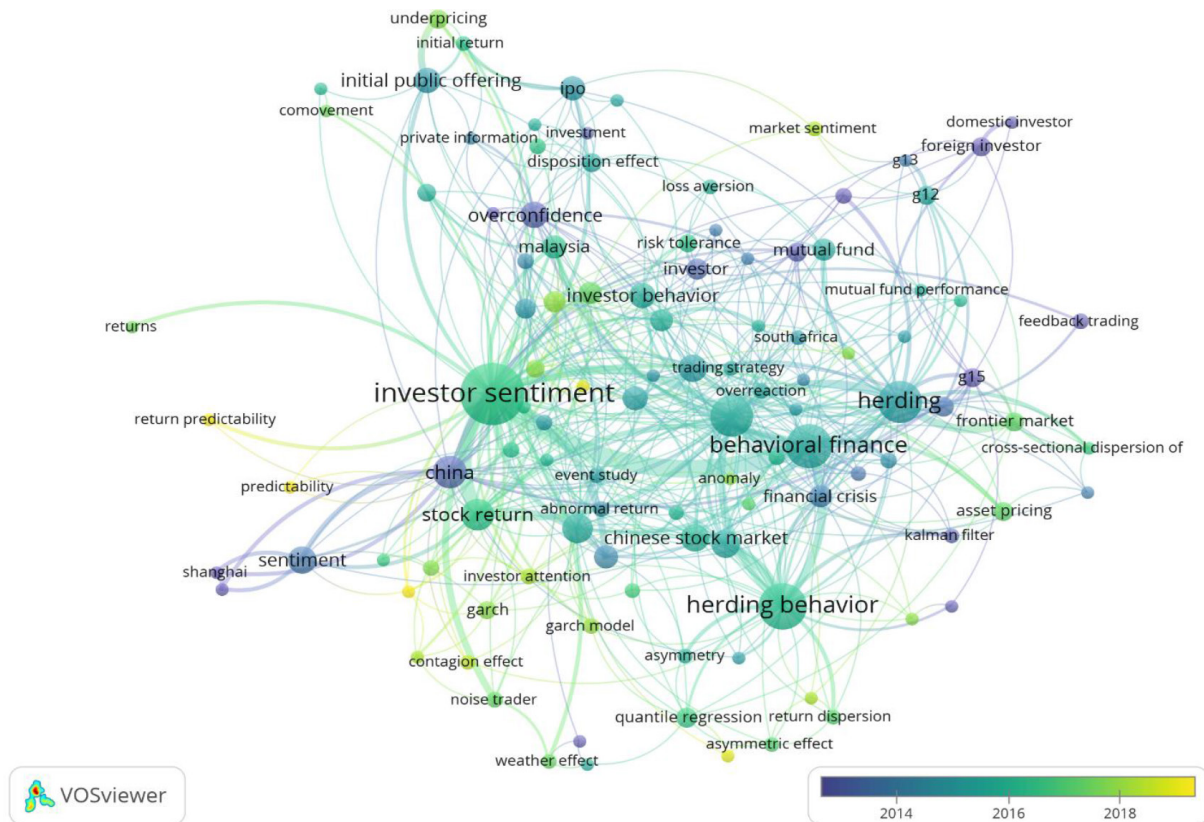 underpricing
initial return
initial public offering
ipo
comovement
private information
investment
disposition effect
market sentiment
domestic investor
foreign investor
g13
g12
loss aversion
overconfidence
malaysia
risk tolerance
investor
mutual fund
investor behavior
mutual fund performance
returns
south africa
feedback trading
trading strategy
g15
investor sentiment
overreaction
herding
return predictability
frontier market
behavioral finance
cross-sectional dispersion of
china
event study
anomaly
predictability
financial crisis
stock return
abnormal return
asset pricing
chinese stock market
kalman filter
sentiment
shanghai
investor attention
garch
herding behavior
garch model
contagion effect
asymmetry
noise trader
quantile regression
return dispersion
asymmetric effect
weather effect
VOSviewer
2014
2016
2018